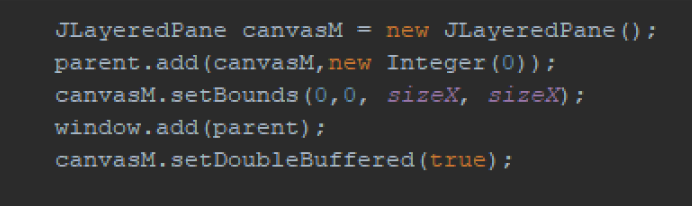 JLayeredPane canvasM = new JLayeredPane();
parent.add(canvasM,new Integer(0));
canvasM.setBounds(0,0, sizeX, sizeX);
window.add(parent);
canvasM.setDoubleBuffered(true);